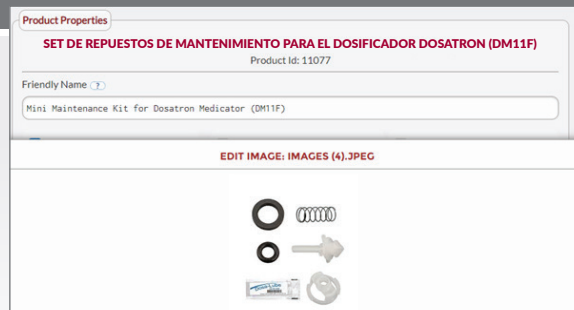 Product Properties
SET DE REPUESTOS DE MANTENIMIENTO PARA EL DOSIFICADOR DOSATRON (DM11F)
Product Id: 11077
Friendly Name ?
Mini Maintenance Kit for Dosatron Medicator (DM11F)
EDIT IMAGE: IMAGES (4).JPEG